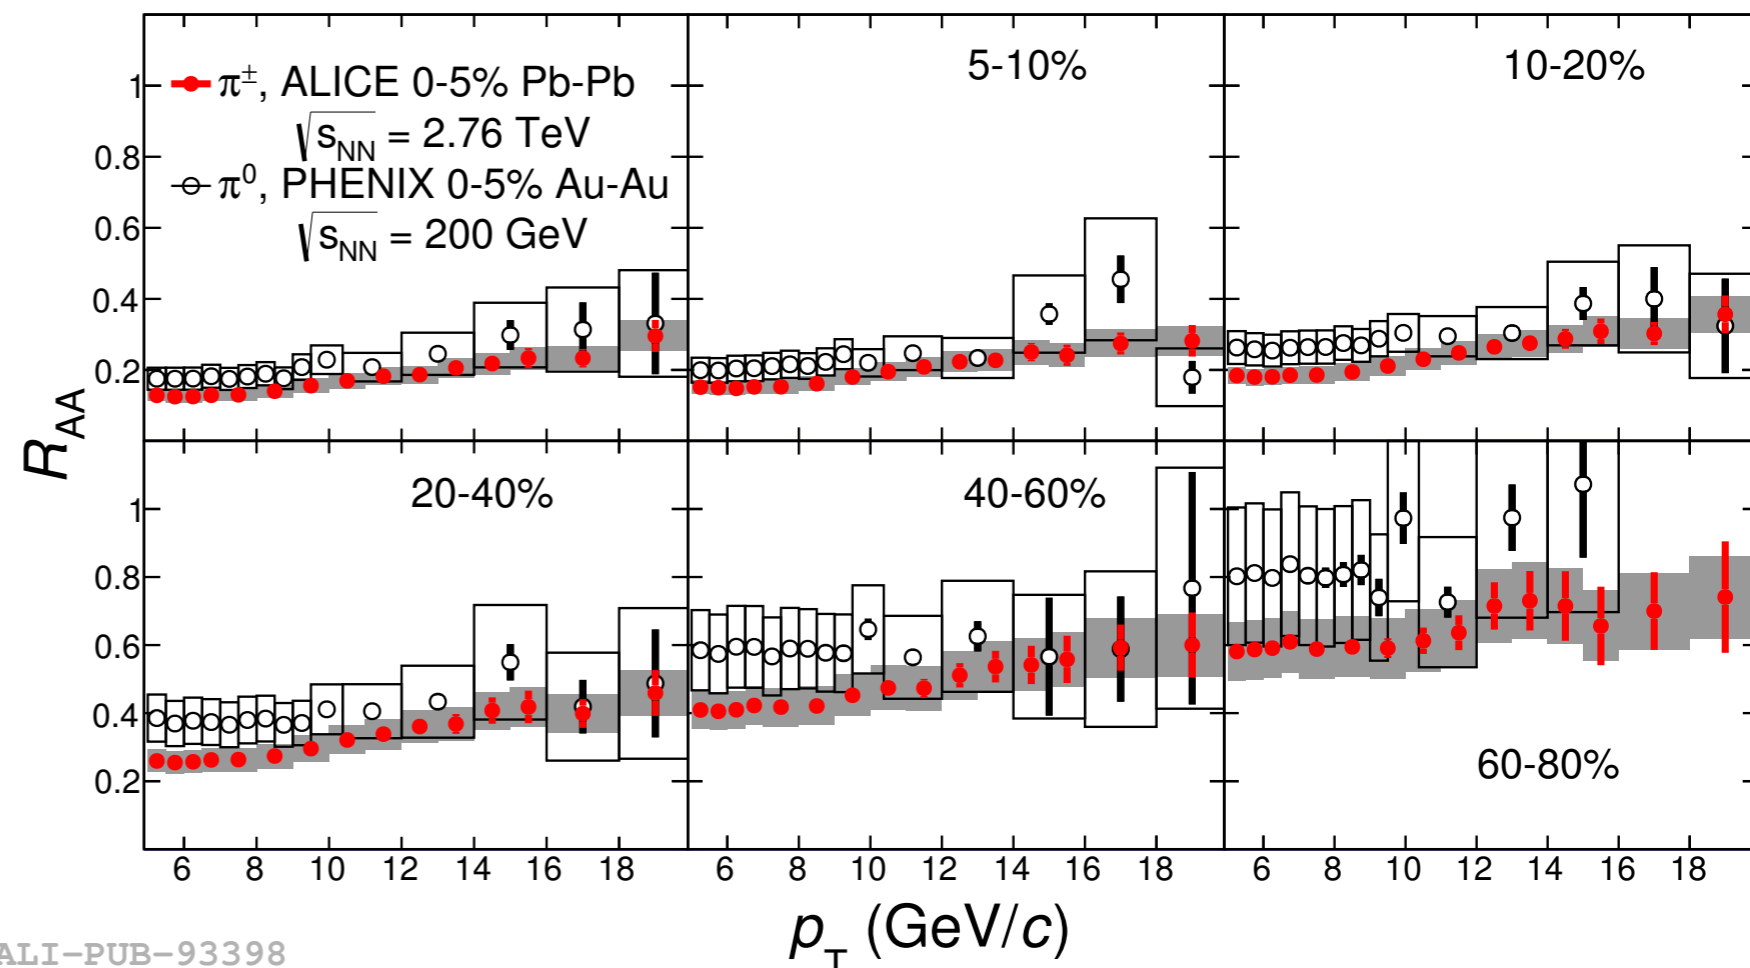 π±, ALICE 0-5% Pb-Pb
√sNN = 2.76 TeV
π0, PHENIX 0-5% Au-Au
√sNN = 200 GeV
5-10%
10-20%
1
0.8
0.6
0.4
0.2
RAA
20-40%
40-60%
60-80%
1
0.8
0.6
0.4
0.2
6 8 10 12 14 16 18 6 8 10 12 14 16 18 6 8 10 12 14 16 18
pT (GeV/c)
ALI-PUB-93398